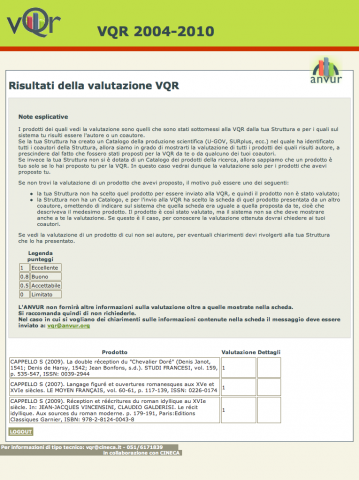 vQr
VQR 2004-2010
anvur
Risultati della valutazione VQR
Note esplicative
I prodotti dei quali vedi la valutazione sono quelli che sono stati sottomessi alla VQR dalla tua Struttura e per i quali sul
sistema tu risulti essere l'autore o un coautore.
Se la tua Struttura ha creato un Catalogo della produzione scientifica (U-GOV, SURplus, ecc.) nel quale ha identificato
tutti i coautori della Struttura, allora siamo in grado di mostrarti la valutazione di tutti i prodotti dei quali risulti autore, a
prescindere dal fatto che fossero stati proposti per la VQR da te o da qualcuno dei tuoi coautori.
Se invece la tua Struttura non si è dotata di un Catalogo dei prodotti della ricerca, allora sappiamo che un prodotto è
tuo solo se lo hai proposto tu per la VQR. In questo caso vedrai dunque la valutazione solo per i prodotti che avevi
proposto tu.
Se non trovi la valutazione di un prodotto che avevi proposto, il motivo può essere uno dei seguenti:
• la tua Struttura non ha scelto quel prodotto per essere inviato alla VQR, e quindi il prodotto non è stato valutato;
• la Struttura non ha un Catalogo, e per l'invio alla VQR ha scelto la scheda di quel prodotto presentata da un altro
coautore, omettendo di indicare sul sistema che quella scheda era uguale a quella proposta da te, cioè che
descriveva il medesimo prodotto. Il prodotto è così stato valutato, ma il sistema non sa che deve mostrare
anche a te la valutazione. Se questo è il caso, per conoscere la valutazione ottenuta dovrai chiedere ai tuoi
coautori.
Se vedi la valutazione di un prodotto di cui non sei autore, per eventuali chiarimenti devi rivolgerti alla tua Struttura
che lo ha presentato.
Legenda
punteggi
1 Eccellente
0.8 Buono
0.5 Accettabile
0 Limitato
L'ANVUR non fornirà altre informazioni sulla valutazione oltre a quelle mostrate nella scheda.
Si raccomanda quindi di non richiederle.
Nel caso in cui si vogliano dei chiarimenti sulle informazioni contenute nella scheda il messaggio deve essere
inviato a: vqr@anvur.org
Prodotto Valutazione Dettagli
CAPPELLO S (2009). La double réception du "Chevalier Doré" (Denis Janot,
1541; Denis de Harsy, 1542; Jean Bonfons, s.d.). STUDI FRANCESI, vol. 159, 1
p. 535-547, ISSN: 0039-2944
CAPPELLO S (2007). Langage figuré et ouvertures romanesques aux XVe et 1
XVIe siècles. LE MOYEN FRANÇAIS, vol. 60-61, p. 117-139, ISSN: 0226-0174
CAPPELLO S (2009). Réception et réécritures du roman idyllique au XVIe
siècle. In: JEAN-JACQUES VINCENSINI, CLAUDIO GALDERISI. Le récit 1
idyllique. Aux sources du roman moderne. p. 179-191, Paris:Editions
Classiques Garnier, ISBN: 978-2-8124-0043-8
LOGOUT
Per informazioni di tipo tecnico: vqr@cineca.it - 051/6171839
in collaborazione con CINECA